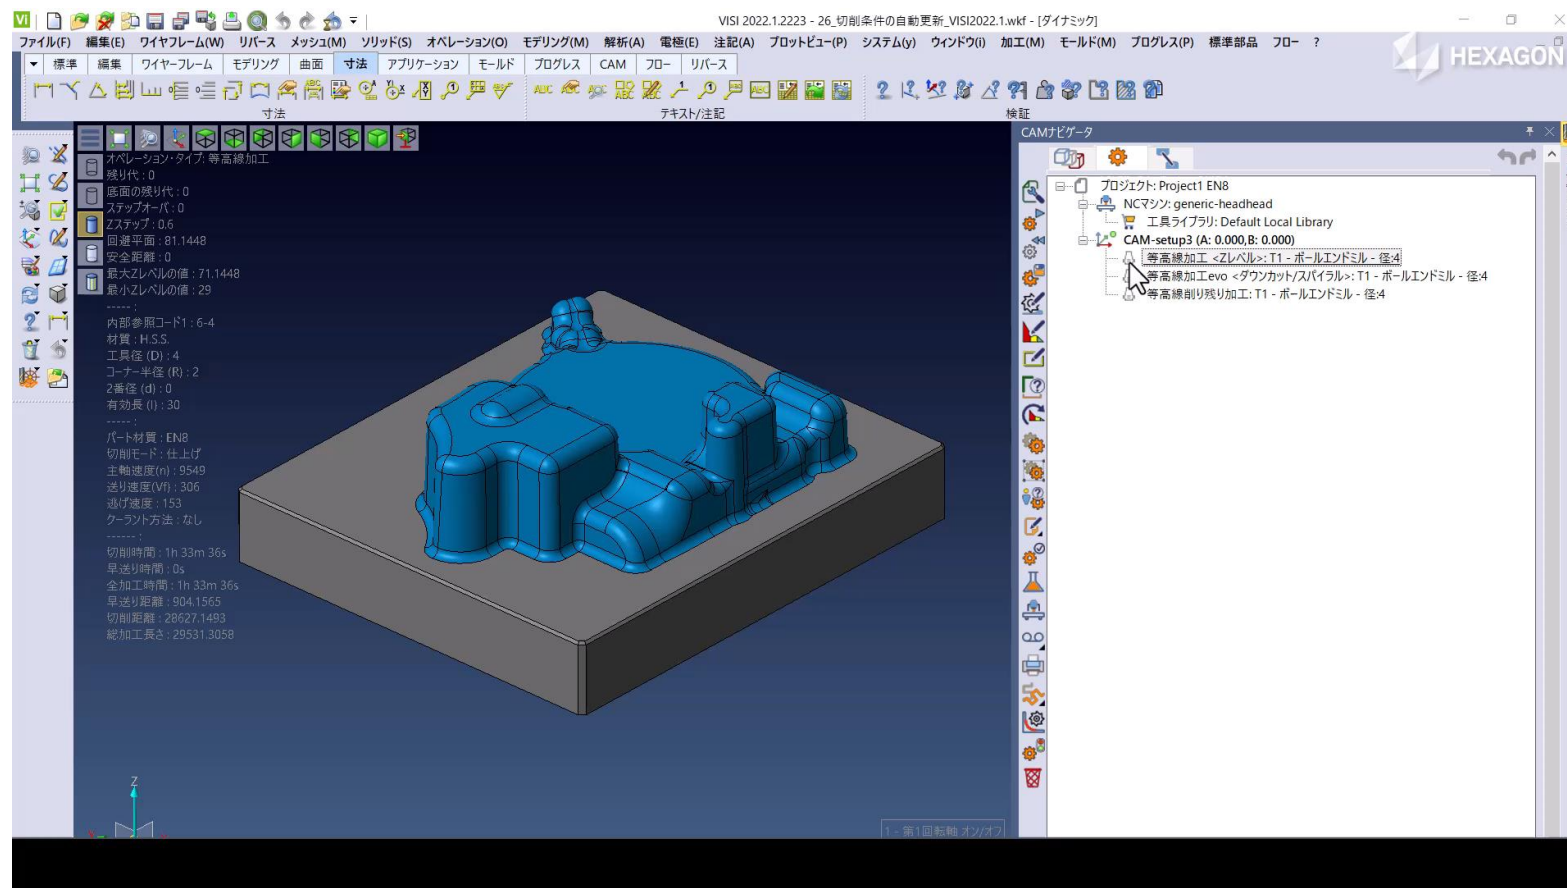 VISI 2022.1.2223 - 26_切削条件の自動更新_VISI2022.1.wkf - [ダイナミック]
ファイル(F) 編集(E) ワイヤフレーム(W) リバース メッシュ(M) ソリッド(S) オペレーション(O) モデリング(M) 解析(A) 電極(E) 注記(A) プロットビュー(P) システム(y) ウィンドウ(i) 加工(M) モールド(M) プログレス(P) 標準部品 フロー ?
HEXAGON
標準 編集 ワイヤーフレーム モデリング 曲面 寸法 アプリケーション モールド プログレス CAM フロー リバース
寸法 テキスト/注記 検証
CAMナビゲータ
オペレーション・タイプ: 等高線加工
残り代 : 0
底面の残り代 : 0
ステップオーバ : 0
Zステップ : 0.6
回避平面 : 81.1448
安全距離 : 0
最大Zレベルの値 : 71.1448
最小Zレベルの値 : 29
----- :
内部参照コード1 : 6-4
材質 : H.S.S.
工具径 (D) : 4
コーナー半径 (R) : 2
2番径 (d) : 0
有効長 (l) : 30
----- :
パート材質 : EN8
切削モード : 仕上げ
主軸速度(n) : 9549
送り速度(Vf) : 306
逃げ速度 : 153
クーラント方法 : なし
------ :
切削時間 : 1h 33m 36s
早送り時間 : 0s
全加工時間 : 1h 33m 36s
早送り距離 : 904.1565
切削距離 : 28627.1493
総加工長さ : 29531.3058
プロジェクト: Project1 EN8
NCマシン: generic-headhead
工具ライブラリ: Default Local Library
CAM-setup3 (A: 0.000,B: 0.000)
等高線加工 <Zレベル>: T1 - ボールエンドミル - 径:4
等高線加工evo <ダウンカット/スパイラル>: T1 - ボールエンドミル - 径:4
等高線削り残り加工: T1 - ボールエンドミル - 径:4
Z
1 - 第1回転軸 オン/オフ